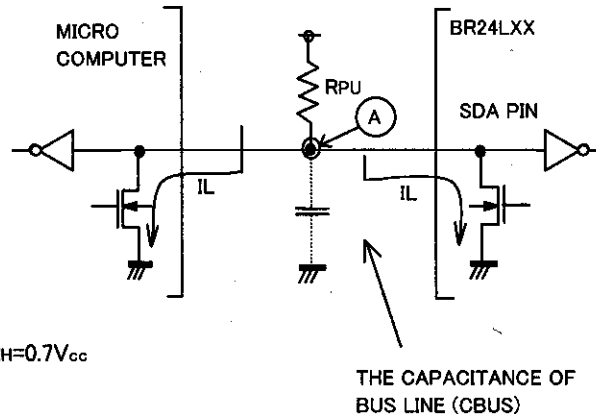 MICRO
COMPUTER
BR24LXX
RPU
A
SDA PIN
IL
IL
H=0.7Vcc
THE CAPACITANCE OF
BUS LINE (CBUS)